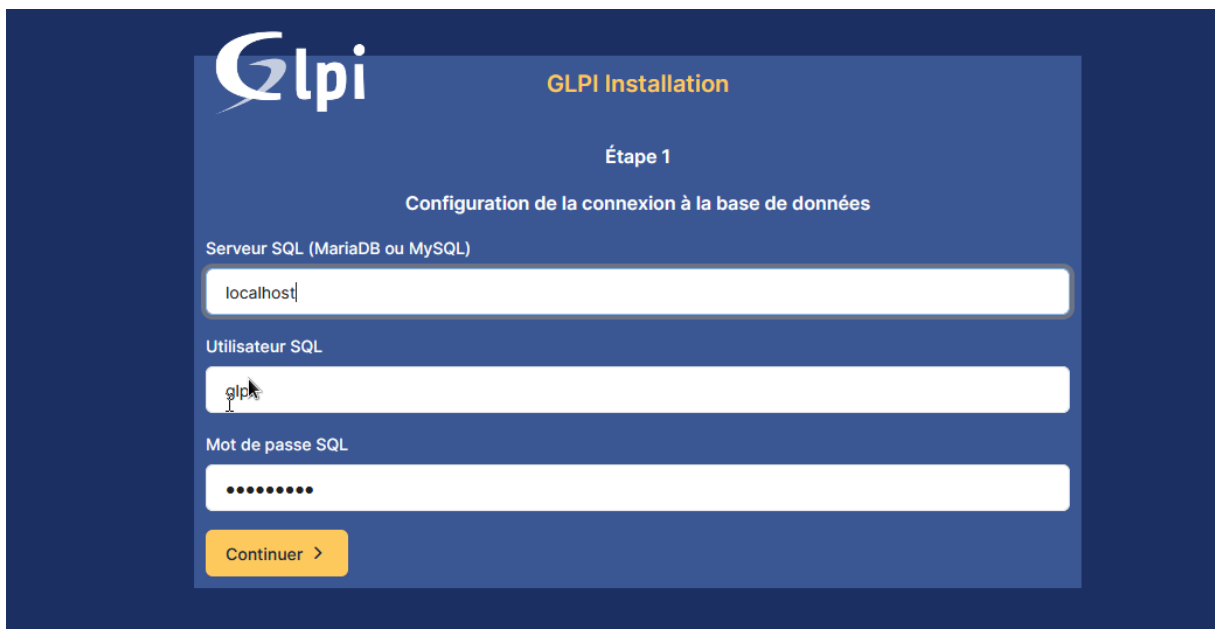 Glpi
GLPI Installation
Étape 1
Configuration de la connexion à la base de données
Serveur SQL (MariaDB ou MySQL)
localhost
Utilisateur SQL
Mot de passe SQL
•••••••••
Continuer